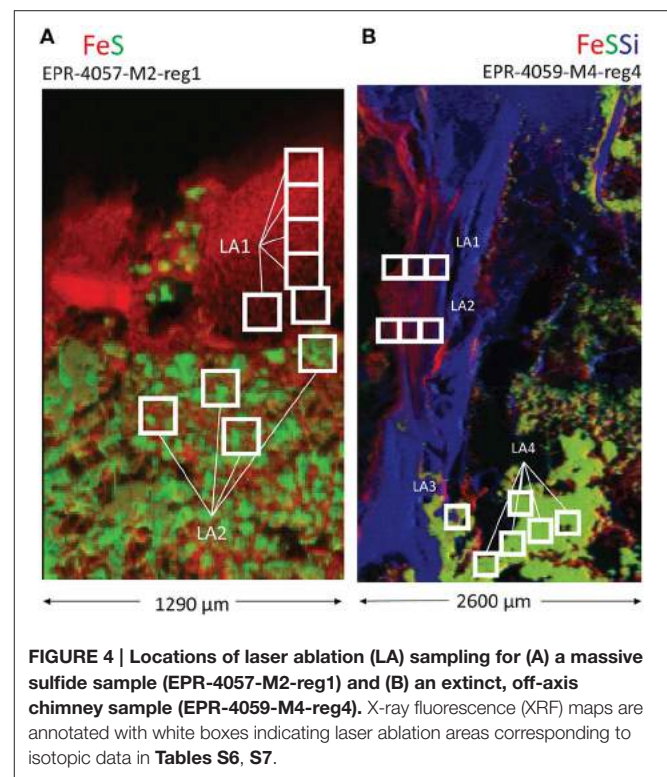 A
FeS
EPR-4057-M2-reg1
LA1
LA2
1290 µm
B
FeSSi
EPR-4059-M4-reg4
LA1
LA2
LA3
LA4
2600 µm
FIGURE 4 | Locations of laser ablation (LA) sampling for (A) a massive
sulfide sample (EPR-4057-M2-reg1) and (B) an extinct, off-axis
chimney sample (EPR-4059-M4-reg4). X-ray fluorescence (XRF) maps are
annotated with white boxes indicating laser ablation areas corresponding to
isotopic data in Tables S6, S7.